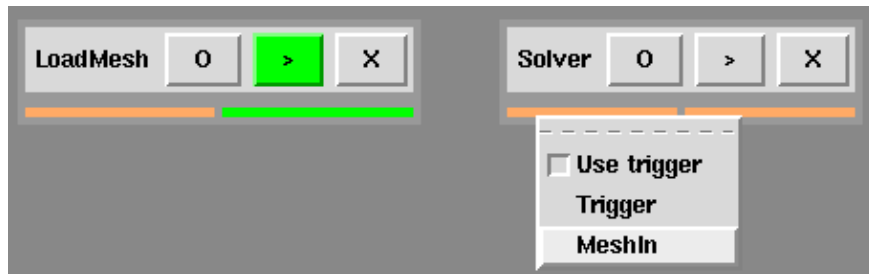 LoadMesh O > X
Solver O > X
Use trigger
Trigger
MeshIn